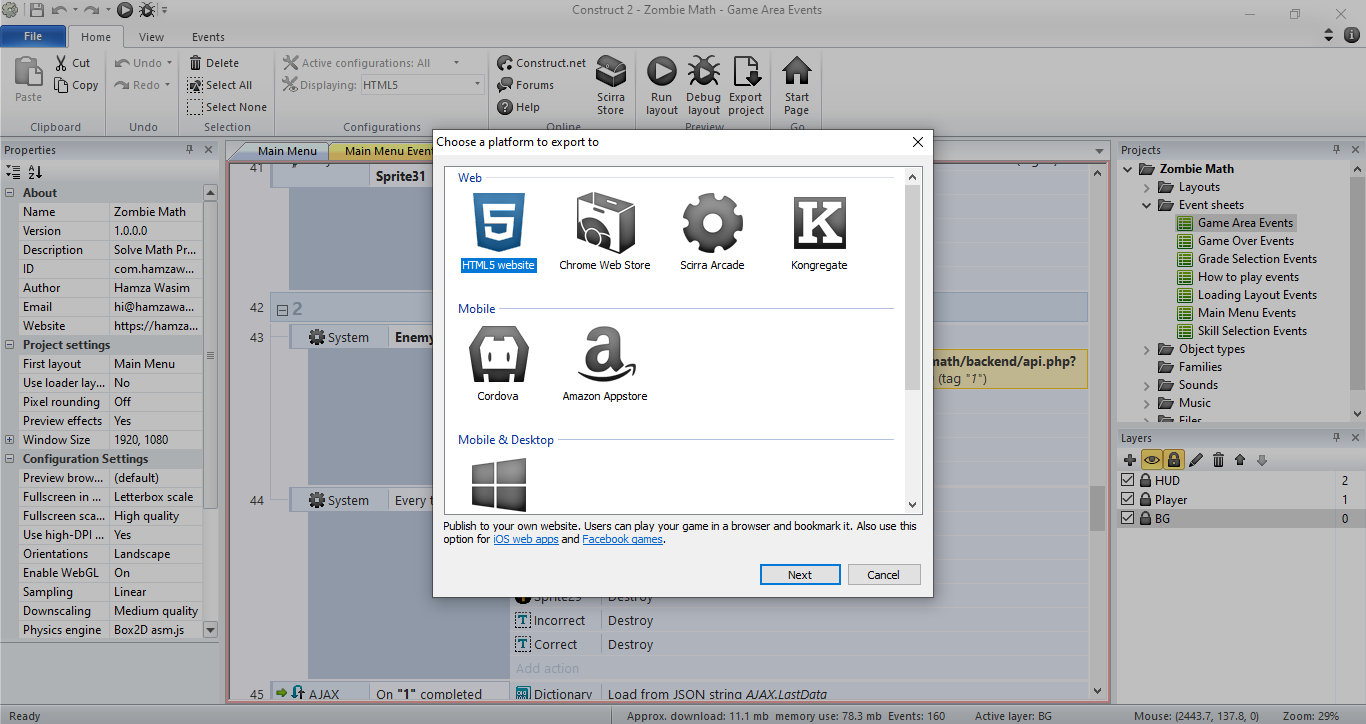 Construct 2 - Zombie Math - Game Area Events
File
Home
View
Events
Paste
Cut
Copy
Clipboard
Undo
Redo
Undo
Delete
Select All
Select None
Selection
Active configurations: All
Displaying:
HTML5
Configurations
Construct.net
Forums
Help
Scirra
Store
Online
Run
layout
Debug
layout
Export
project
Preview
Start
Page
Go
Properties
About
Name Zombie Math
Version 1.0.0.0
Description Solve Math Pr...
ID com.hamzaw...
Author Hamza Wasim
Email hi@hamzawa...
Website https://hamza...
Project settings
First layout Main Menu
Use loader lay... No
Pixel rounding Off
Preview effects Yes
Window Size 1920, 1080
Configuration Settings
Preview brow... (default)
Fullscreen in ... Letterbox scale
Fullscreen sca... High quality
Use high-DPI ... Yes
Orientations Landscape
Enable WebGL On
Sampling Linear
Downscaling Medium quality
Physics engine Box2D asm.js
Main Menu
Main Menu Even
41
Sprite31
42
2
43
System
Enem
math/backend/api.php?
(tag "1")
44
System
Every
Sprite29 Destroy
Incorrect Destroy
Correct Destroy
Add action
45
AJAX
On "1" completed
Dictionary
Load from JSON string AJAX.LastData
Choose a platform to export to
Web
HTML5 website
Chrome Web Store
Scirra Arcade
K
Kongregate
Mobile
Cordova
a
Amazon Appstore
Mobile & Desktop
Publish to your own website. Users can play your game in a browser and bookmark it. Also use this
option for iOS web apps and Facebook games.
Next
Cancel
Projects
Zombie Math
Layouts
Event sheets
Game Area Events
Game Over Events
Grade Selection Events
How to play events
Loading Layout Events
Main Menu Events
Skill Selection Events
Object types
Families
Sounds
Music
Files
Layers
HUD 2
Player 1
BG 0
Ready
Approx. download: 11.1 mb memory use: 78.3 mb Events: 160
Active layer: BG
Mouse: (2443.7, 137.8, 0)
Zoom: 29%